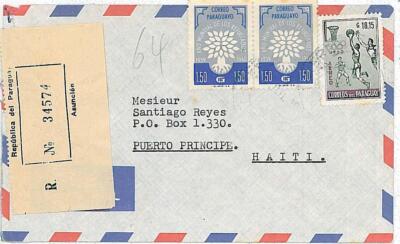 64
República del Paraguay
Asunción
R. No 34574
CORREO
PARAGUAYO
1.50
1.50
CORREO
PARAGUAYO
1.50
1.50
G 18.15
CORREOS DEL PARAGUAY
Mesieur
Santiago Reyes
P.O. Box 1.330.
PUERTO PRINCIPE.
HAITI.